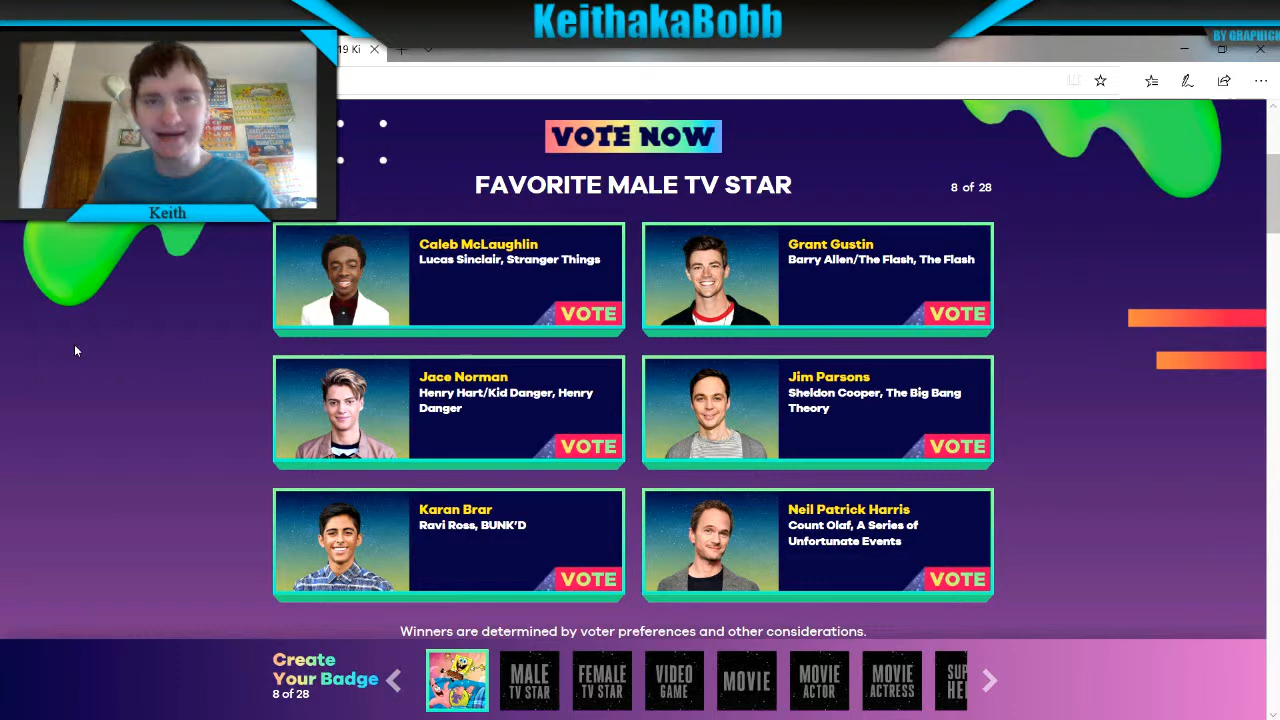 KeithakaBobb
BY GRAPHICH
19 Ki
Keith
VOTE NOW
FAVORITE MALE TV STAR
8 of 28
Caleb McLaughlin
Lucas Sinclair, Stranger Things
VOTE
Grant Gustin
Barry Allen/The Flash, The Flash
VOTE
Jace Norman
Henry Hart/Kid Danger, Henry
Danger
VOTE
Jim Parsons
Sheldon Cooper, The Big Bang
Theory
VOTE
Karan Brar
Ravi Ross, BUNK'D
VOTE
Neil Patrick Harris
Count Olaf, A Series of
Unfortunate Events
VOTE
Winners are determined by voter preferences and other considerations.
Create
Your Badge
8 of 28
MALE
TV STAR
FEMALE
TV STAR
VIDEO
GAME
MOVIE
MOVIE
ACTOR
MOVIE
ACTRESS
SUP
HE